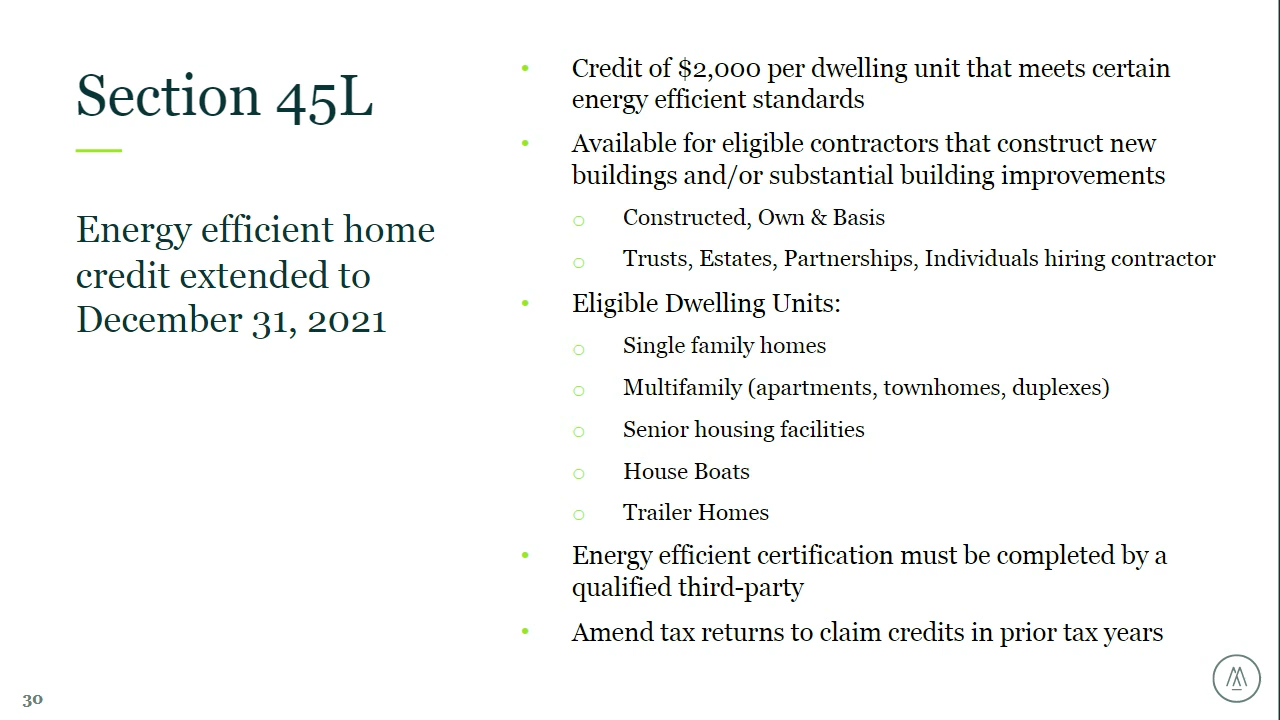 Section 45L
Energy efficient home
credit extended to
December 31, 2021
• Credit of $2,000 per dwelling unit that meets certain
energy efficient standards
• Available for eligible contractors that construct new
buildings and/or substantial building improvements
o Constructed, Own & Basis
o Trusts, Estates, Partnerships, Individuals hiring contractor
• Eligible Dwelling Units:
o Single family homes
o Multifamily (apartments, townhomes, duplexes)
o Senior housing facilities
o House Boats
o Trailer Homes
• Energy efficient certification must be completed by a
qualified third-party
• Amend tax returns to claim credits in prior tax years
30